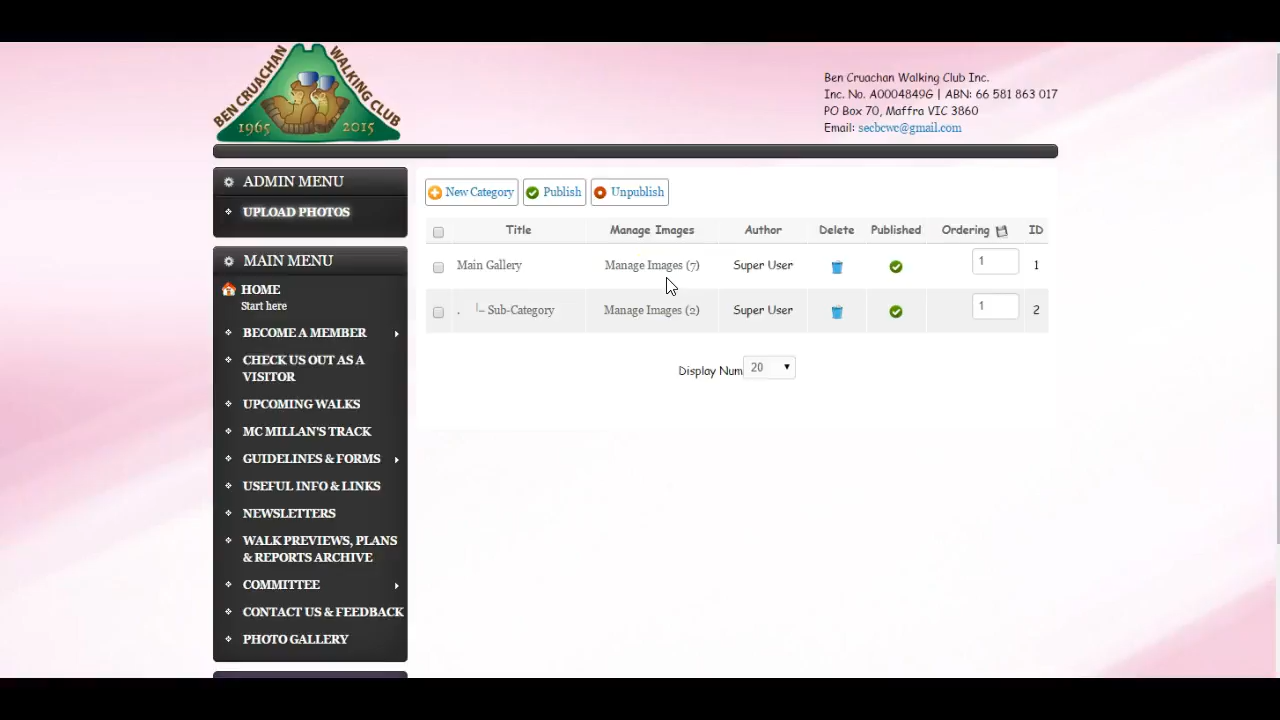 BEN CRUACHAN WALKING CLUB
1965 2015
Ben Cruachan Walking Club Inc.
Inc. No. A0004849G | ABN: 66 581 863 017
PO Box 70, Maffra VIC 3860
Email: secbcwc@gmail.com
ADMIN MENU
UPLOAD PHOTOS
MAIN MENU
HOME
Start here
BECOME A MEMBER
CHECK US OUT AS A
VISITOR
UPCOMING WALKS
MC MILLAN'S TRACK
GUIDELINES & FORMS
USEFUL INFO & LINKS
NEWSLETTERS
WALK PREVIEWS, PLANS
& REPORTS ARCHIVE
COMMITTEE
CONTACT US & FEEDBACK
PHOTO GALLERY
New Category Publish Unpublish
Title Manage Images Author Delete Published Ordering ID
Main Gallery Manage Images (7) Super User 1 1
. Sub-Category Manage Images (2) Super User 1 2
Display Num 20